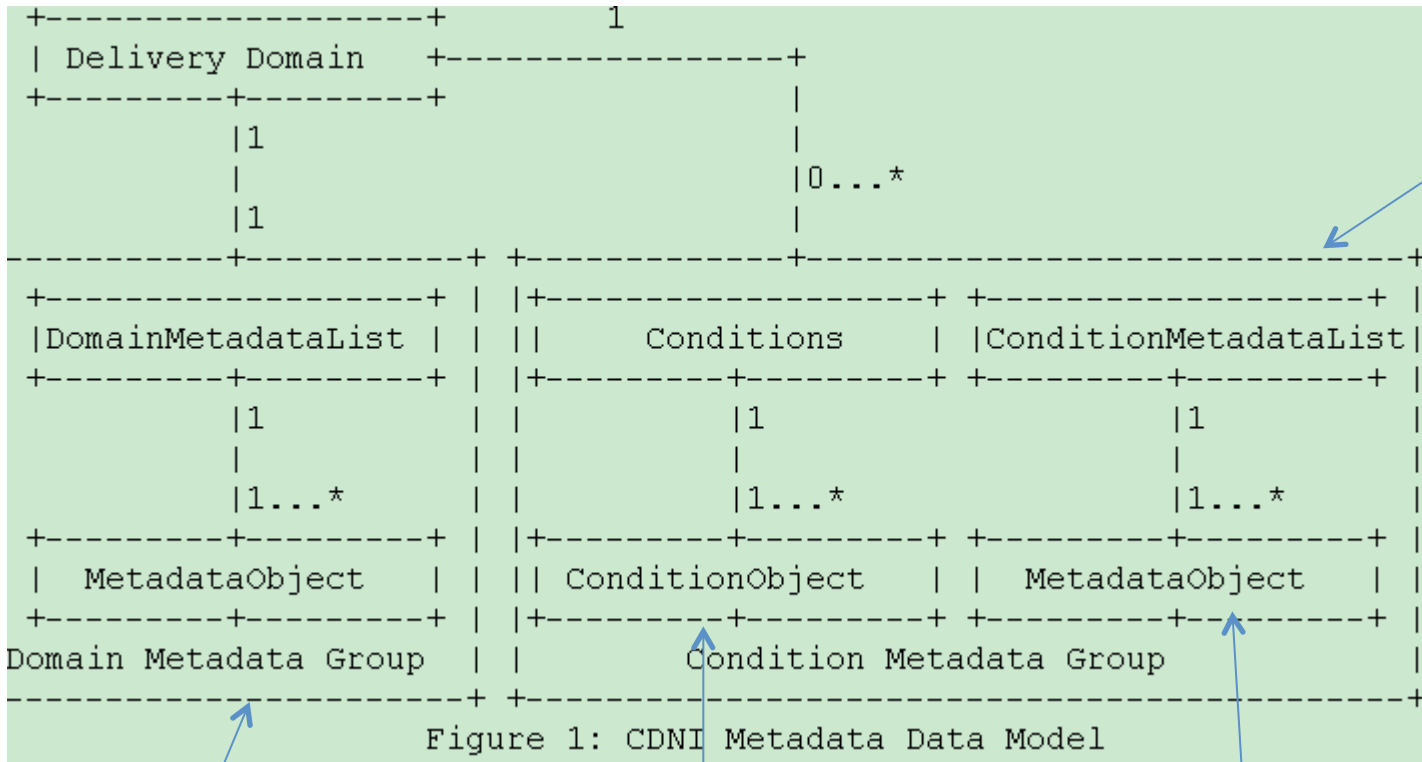 +-------------------+        1
| Delivery Domain   +-----------------+
+---------+---------+                 |
          |1                          |
          |                           |0...*
          |1                          |
-----------+-----------+ +-------------+------------------------------+
+-------------------+ | |+-------------------+ +-------------------+ |
|DomainMetadataList | | ||     Conditions    | |ConditionMetadataList|
+---------+---------+ | |+---------+---------+ +---------+---------+ |
          |1          | |          |1                    |1          |
          |           | |          |                     |           |
          |1...*      | |          |1...*                |1...*      |
+---------+---------+ | |+---------+---------+ +---------+---------+ |
|  MetadataObject   | | || ConditionObject   | |  MetadataObject   | |
+---------+---------+ | |+---------+---------+ +---------+---------+ |
Domain Metadata Group  | |        Condition Metadata Group            |
-----------------------+ +--------------------------------------------+
Figure 1: CDNI Metadata Data Model